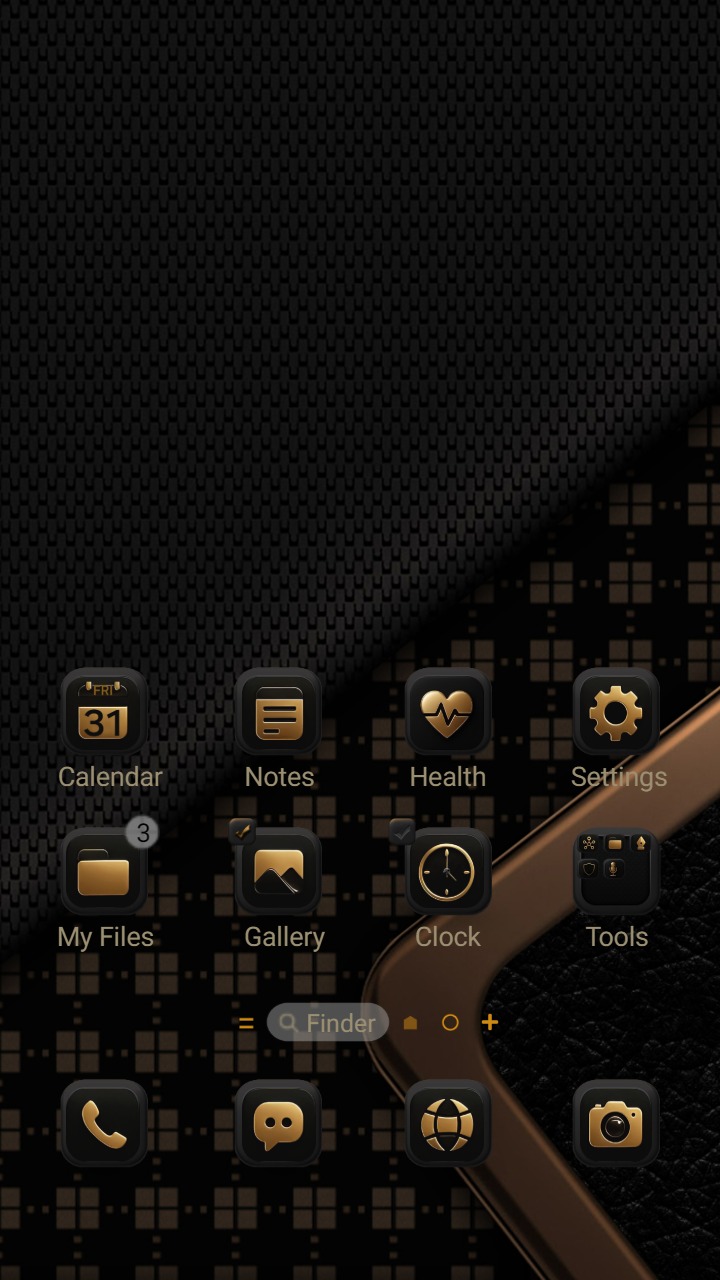 FRI
31
Calendar
Notes
Health
Settings
3
My Files
Gallery
Clock
Tools
Finder